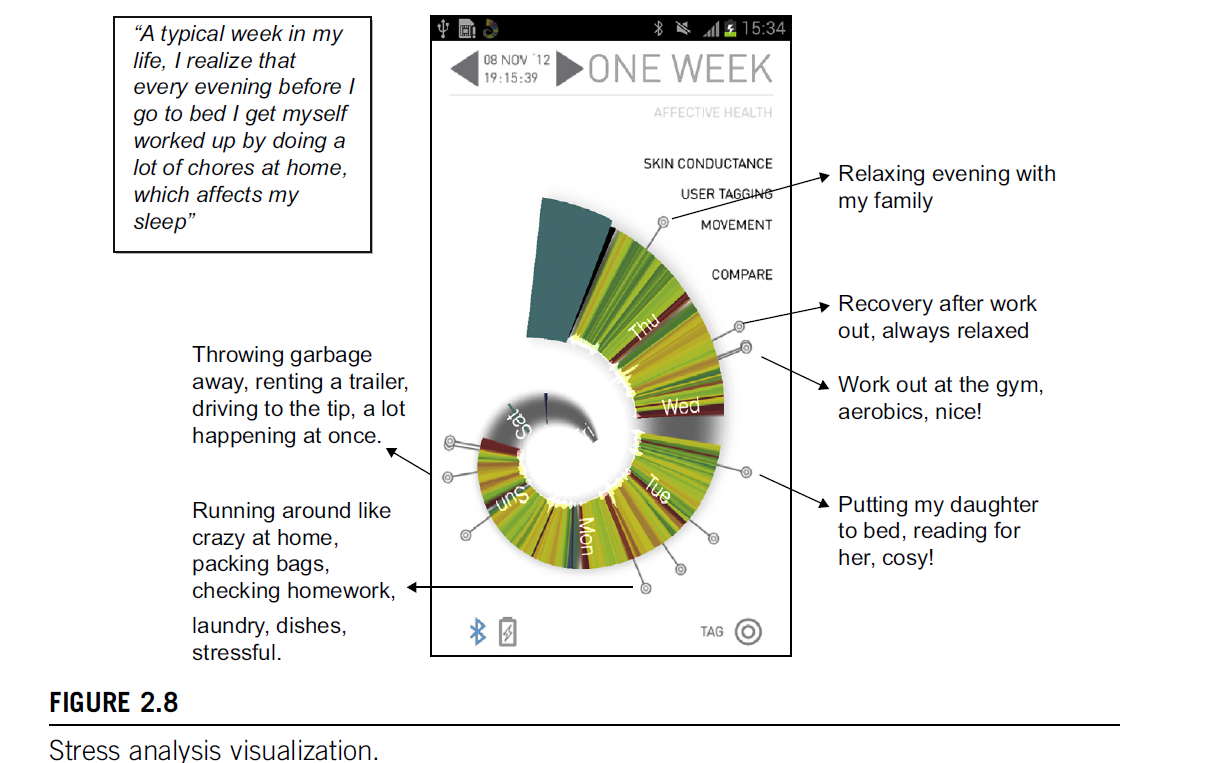 “A typical week in my
life, I realize that
every evening before I
go to bed I get myself
worked up by doing a
lot of chores at home,
which affects my
sleep”
15:34
08 NOV '12
19:15:39
ONE WEEK
AFFECTIVE HEALTH
SKIN CONDUCTANCE
USER TAGGING
MOVEMENT
COMPARE
Relaxing evening with
my family
Recovery after work
out, always relaxed
Work out at the gym,
aerobics, nice!
Putting my daughter
to bed, reading for
her, cosy!
Throwing garbage
away, renting a trailer,
driving to the tip, a lot
happening at once.
Running around like
crazy at home,
packing bags,
checking homework,
laundry, dishes,
stressful.
Thu
Wed
Tue
Mon
Sun
Sat
TAG
FIGURE 2.8
Stress analysis visualization.